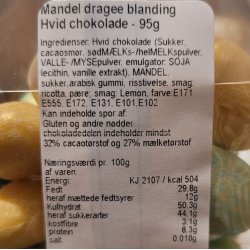 Mandel dragee blanding
Hvid chokolade - 95g
Ingredienser: Hvid chokolade (Sukker,
cacaosmør, sødMÆLKs-/helMÆLKspulver,
VALLE-/MYSEpulver, emulgator: SOJA
lecithin, vanille extrakt), MANDEL
sukker,arabisk gummi, risstivelse, smag:
ricotta, pære; smag: Lemon, farve:E171,
E555, E172, E131, E101,E102
Kan indeholde spor af
Gluten og andre nødder.
chokoladedelen indeholder mindst
32% cacaotørstof og 27% mælketørstof
Næringsværdi pr. 100g
af varen:
Energi: KJ 2107 / kcal 504
Fedt 29.8g
heraf mættede fedtsyrer 12g
Kulhydrat 50.3g
heraf sukkerarter 44.1g
kostfibre 3.1g
protein 8.3g
salt 0.018g